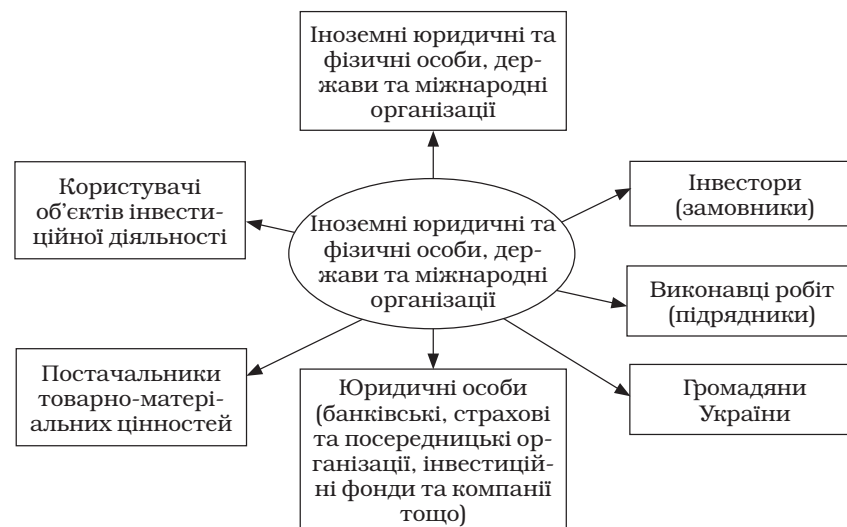 Іноземні юридичні та
фізичні особи, дер-
жави та міжнародні
організації
Користувачі
об’єктів інвести-
ційної діяльності
Іноземні юридичні та
фізичні особи, дер-
жави та міжнародні
організації
Інвестори
(замовники)
Виконавці робіт
(підрядники)
Постачальники
товарно-матері-
альних цінностей
Юридичні особи
(банківські, страхові
та посередницькі ор-
ганізації, інвестицій-
ні фонди та компанії
тощо)
Громадяни
України